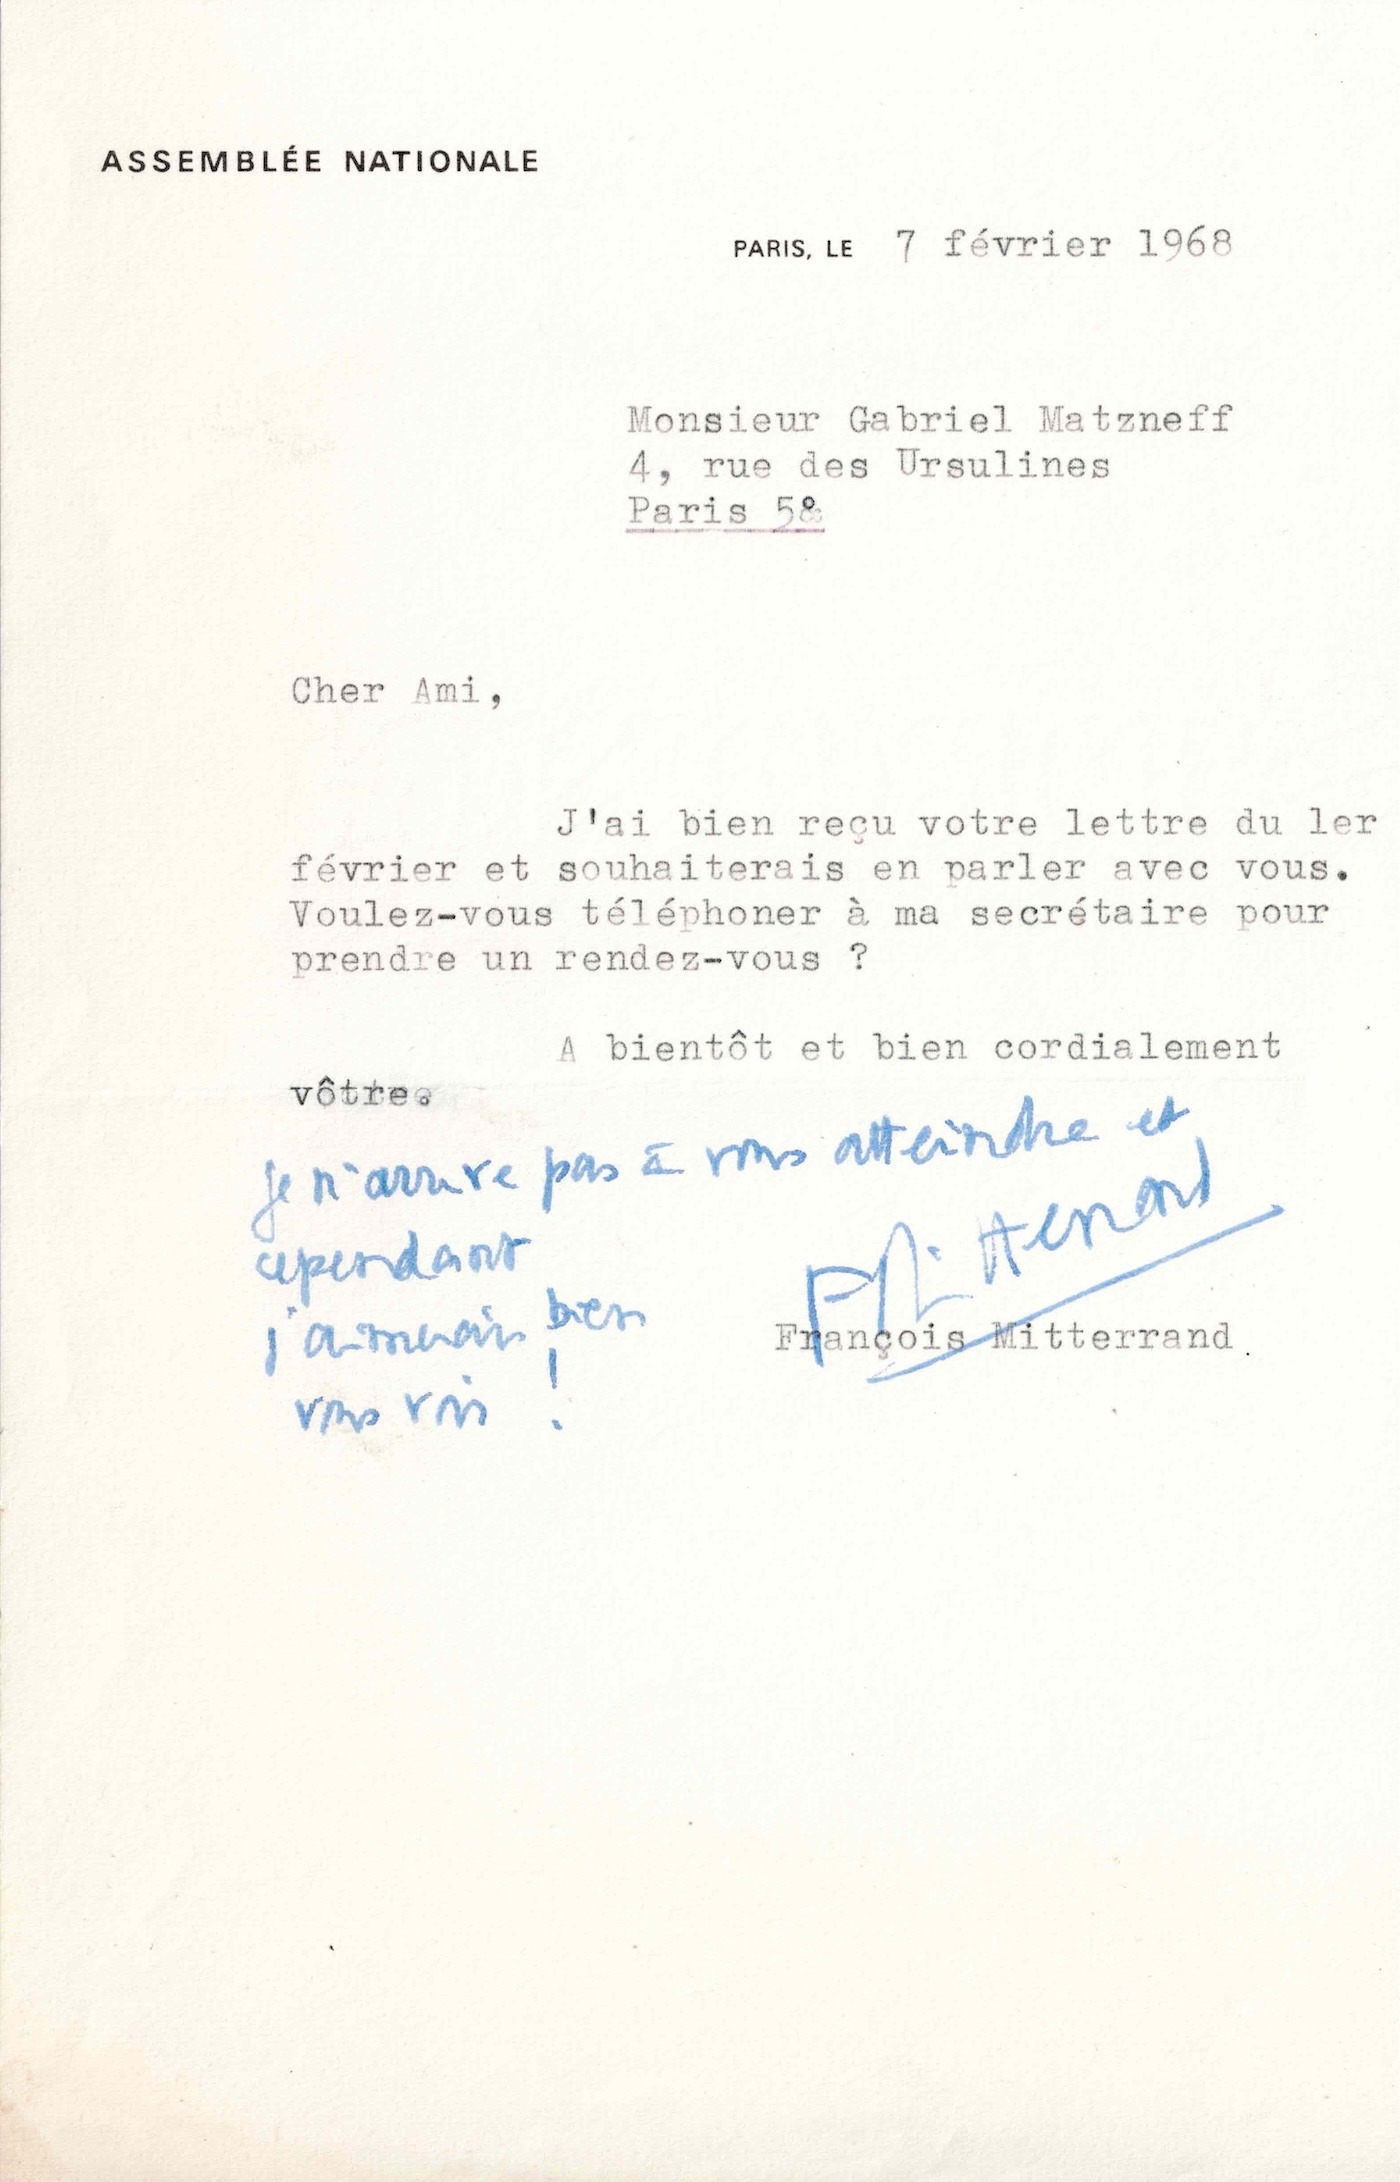 ASSEMBLÉE NATIONALE
PARIS, LE 7 février 1968
Monsieur Gabriel Matzneff
4, rue des Ursulines
Paris 5°
Cher Ami,
J'ai bien reçu votre lettre du 1er
février et souhaiterais en parler avec vous.
Voulez-vous téléphoner à ma secrétaire pour
prendre un rendez-vous ?
A bientôt et bien cordialement
vôtre.
je n'arrive pas à vous atteindre et
cependant
j'aimerais bien
vous voir !
F Mitterrand
François Mitterrand